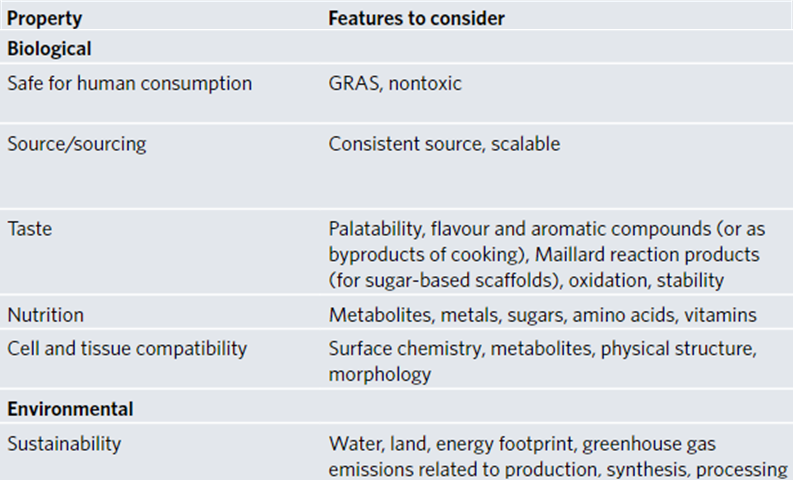 Property Features to consider
Biological
Safe for human consumption GRAS, nontoxic
Source/sourcing Consistent source, scalable
Taste Palatability, flavour and aromatic compounds (or as
byproducts of cooking), Maillard reaction products
(for sugar-based scaffolds), oxidation, stability
Nutrition Metabolites, metals, sugars, amino acids, vitamins
Cell and tissue compatibility Surface chemistry, metabolites, physical structure,
morphology
Environmental
Sustainability Water, land, energy footprint, greenhouse gas
emissions related to production, synthesis, processing